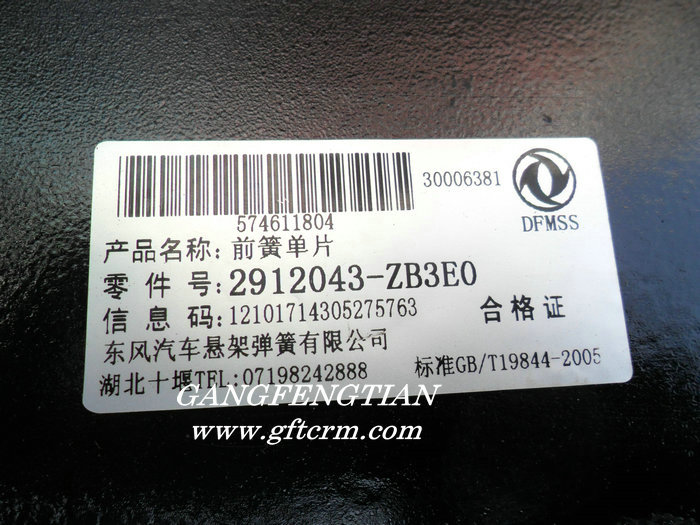 30006381
DFMSS
574611804
产品名称: 前簧单片
零件号: 2912043-ZB3E0
信息码: 12101714305275763
合格证
东风汽车悬架弹簧有限公司
标准GB/T19844-2005
湖北十堰TEL:07198242888
GANGFENGTIAN
www.gftcrm.com